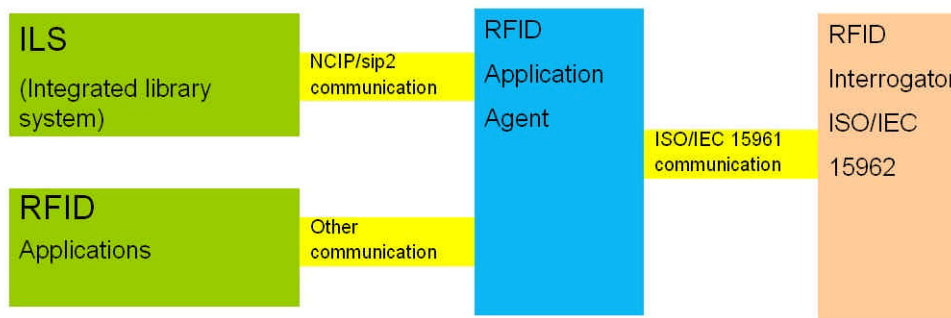 ILS
(Integrated library
system)
NCIP/sip2
communication
RFID
Application
Agent
RFID
Interrogator
ISO/IEC
15962
ISO/IEC 15961
communication
RFID
Applications
Other
communication